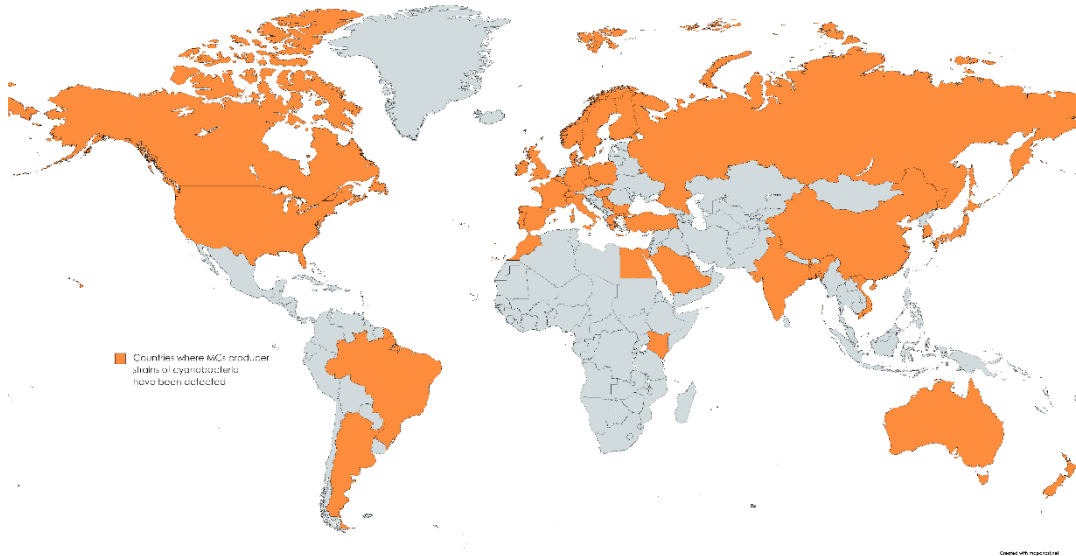 Countries where MCs producer
strains of cyanobacteria
have been detected
Created with mapchart.net